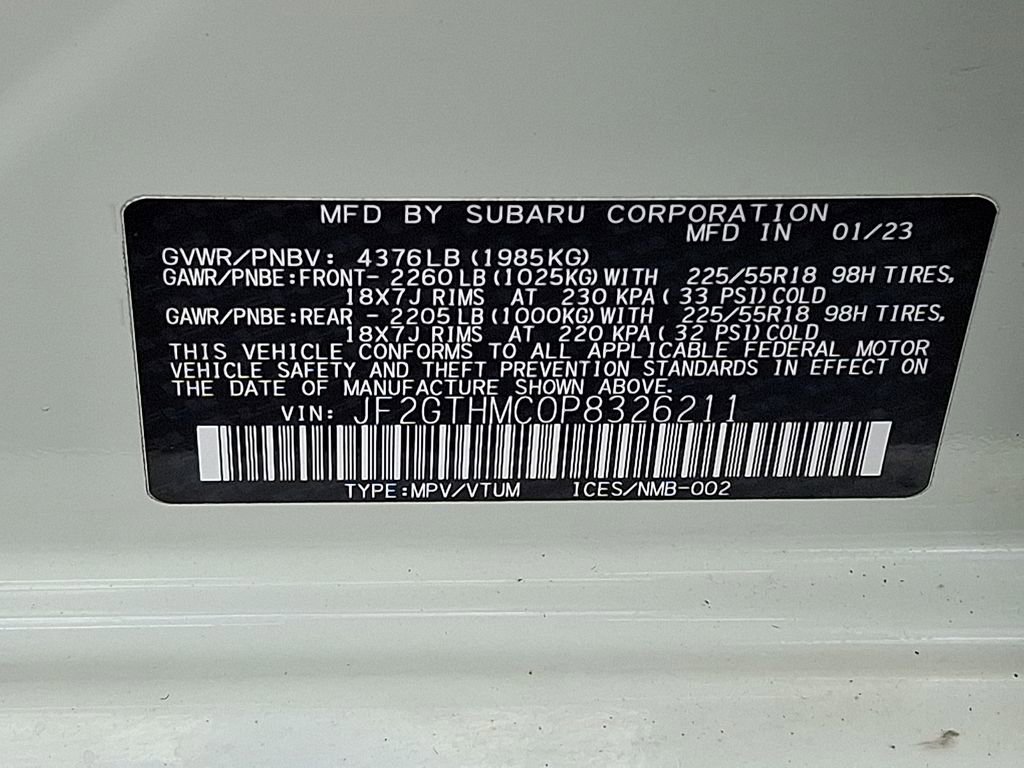 MFD BY SUBARU CORPORATION
MFD IN 01/23
GVWR/PNBV: 4376LB (1985KG)
GAWR/PNBE:FRONT- 2260LB (1025KG)WITH 225/55R18 98H TIRES,
18X7J RIMS AT 230 KPA ( 33 PSI) COLD
GAWR/PNBE:REAR - 2205LB (1000KG)WITH 225/55R18 98H TIRES,
18X7J RIMS AT 220 KPA ( 32 PSI) COLD
THIS VEHICLE CONFORMS TO ALL APPLICABLE FEDERAL MOTOR
VEHICLE SAFETY AND THEFT PREVENTION STANDARDS IN EFFECT ON
THE DATE OF MANUFACTURE SHOWN ABOVE.
VIN: JF2GTHMC0P8326211
TYPE:MPV/VTUM ICES/NMB-002